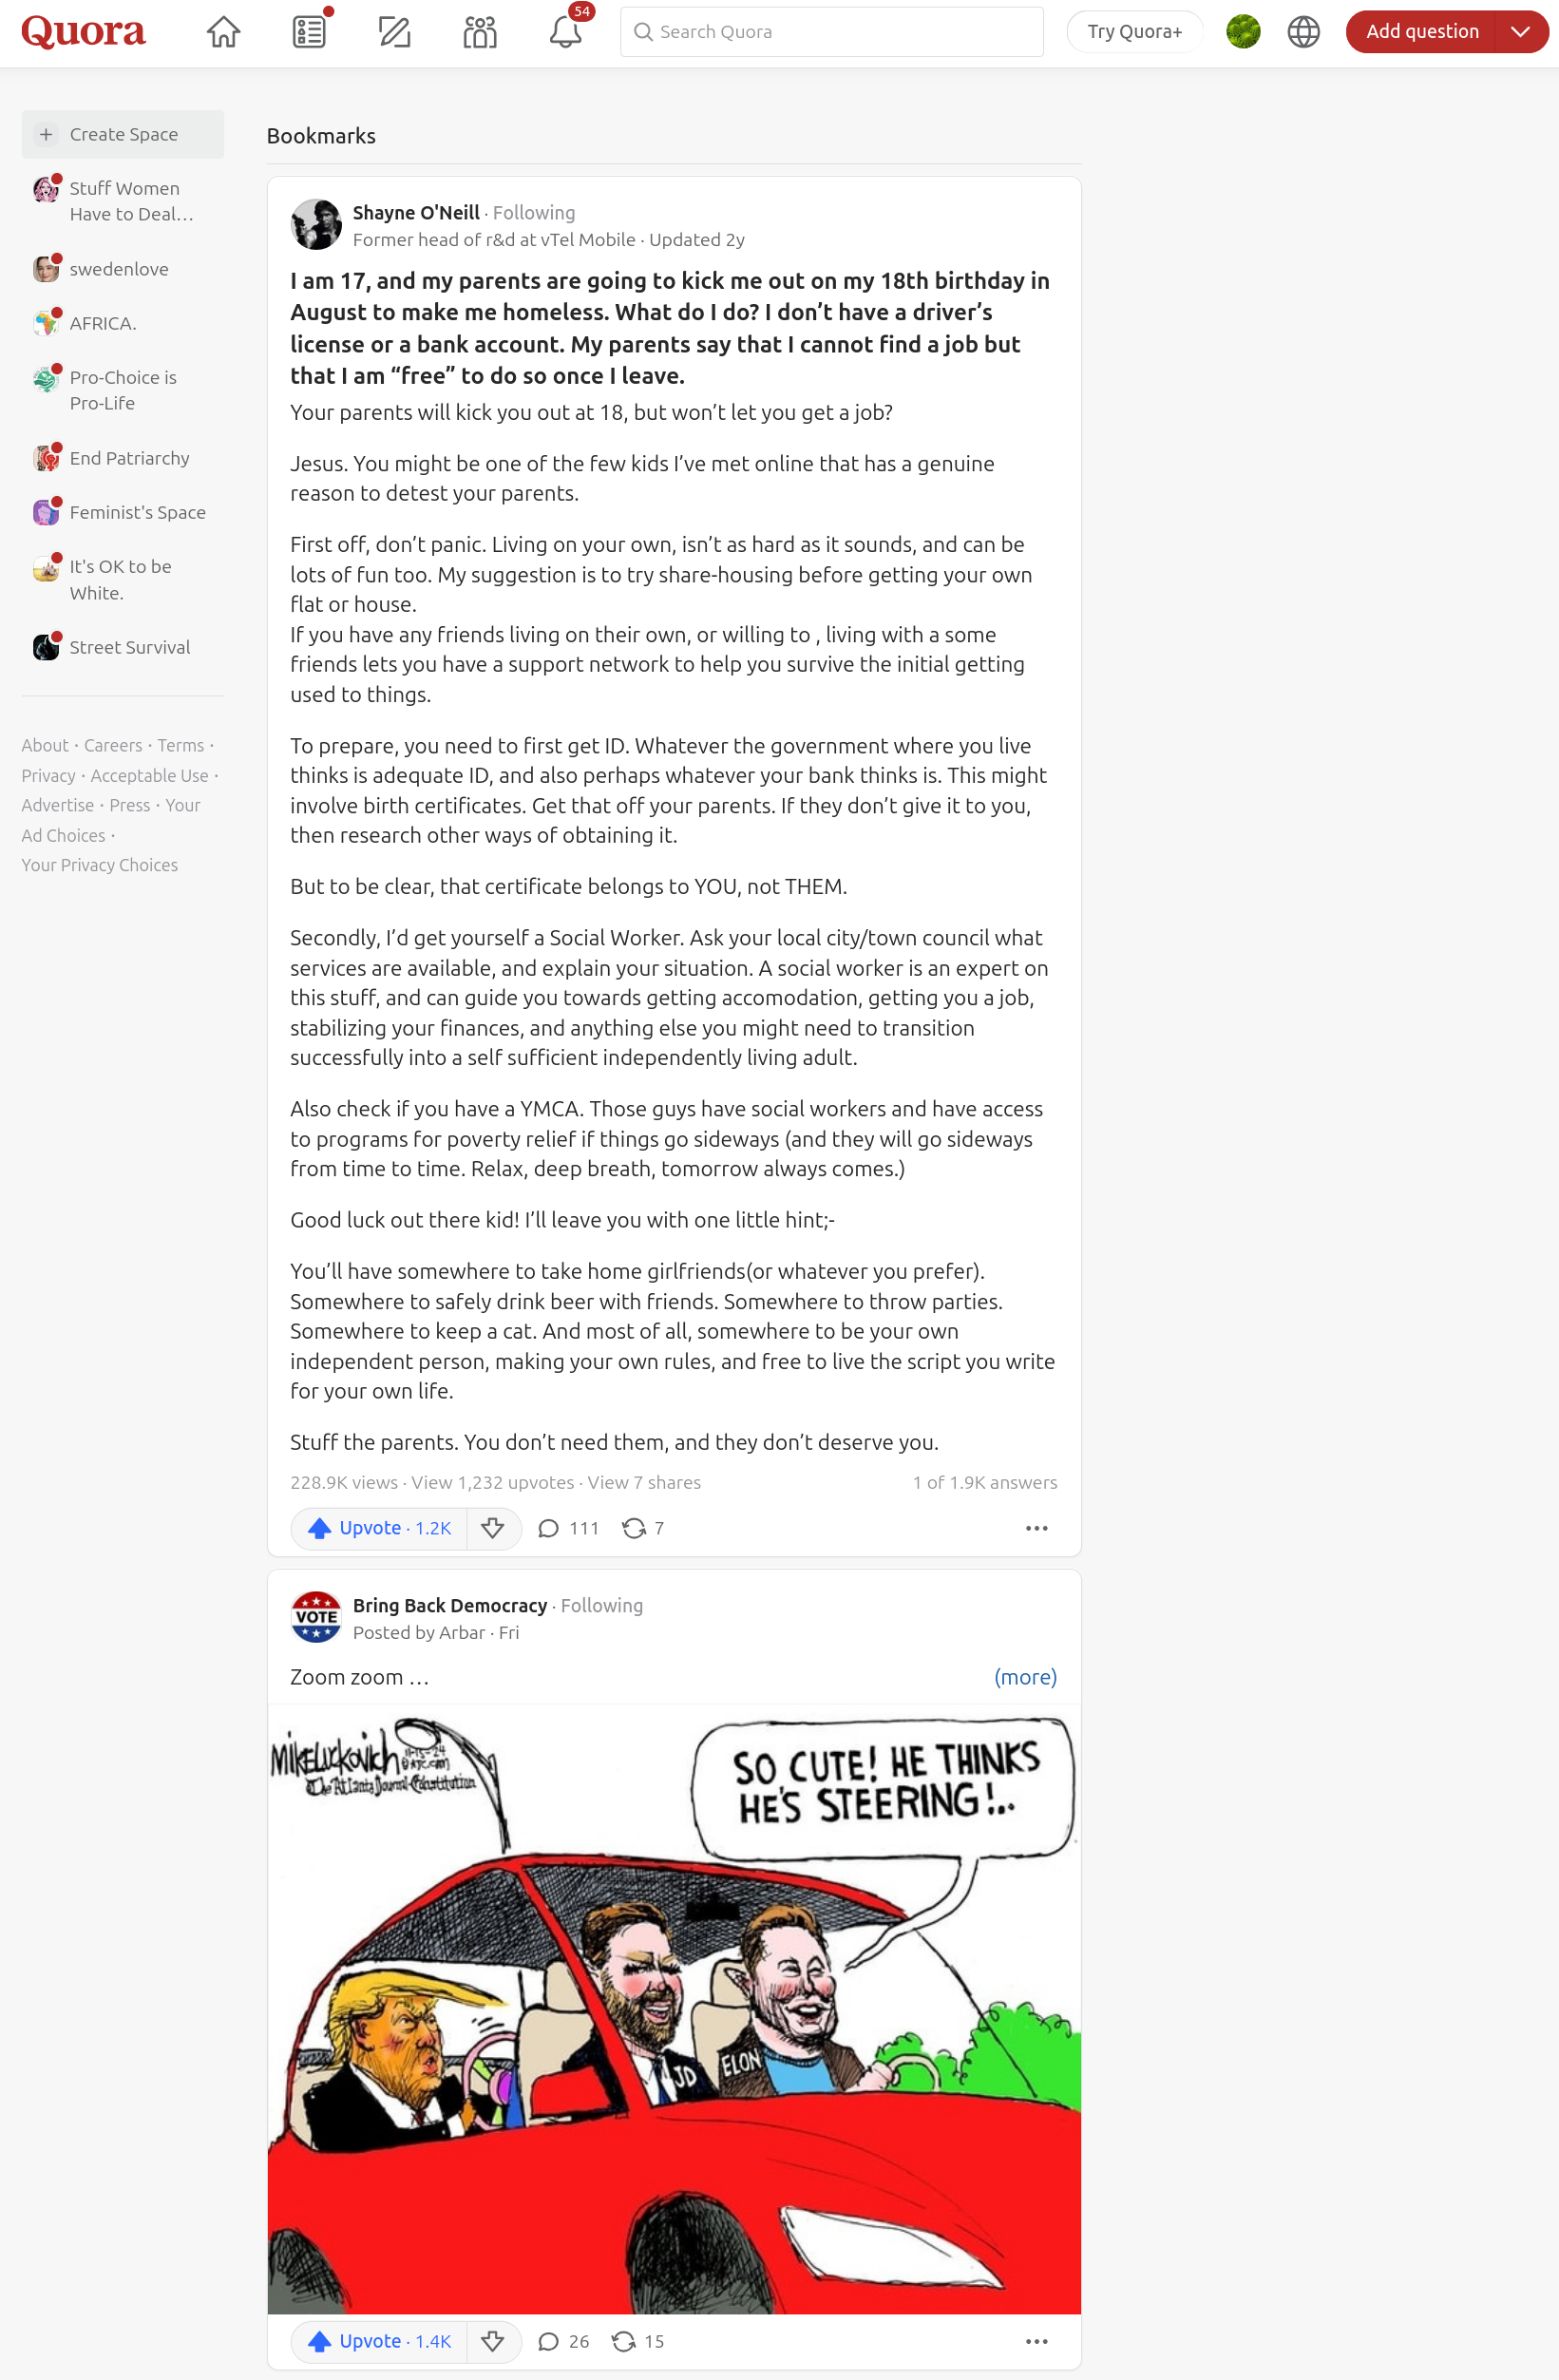 Quora
54
Search Quora
Try Quora+
Add question
Create Space
Stuff Women
Have to Deal…
swedenlove
AFRICA.
Pro-Choice is
Pro-Life
End Patriarchy
Feminist's Space
It's OK to be
White.
Street Survival
About · Careers · Terms ·
Privacy · Acceptable Use ·
Advertise · Press · Your
Ad Choices ·
Your Privacy Choices
Bookmarks
Shayne O'Neill · Following
Former head of r&d at vTel Mobile · Updated 2y
I am 17, and my parents are going to kick me out on my 18th birthday in
August to make me homeless. What do I do? I don’t have a driver’s
license or a bank account. My parents say that I cannot find a job but
that I am “free” to do so once I leave.
Your parents will kick you out at 18, but won’t let you get a job?
Jesus. You might be one of the few kids I’ve met online that has a genuine
reason to detest your parents.
First off, don’t panic. Living on your own, isn’t as hard as it sounds, and can be
lots of fun too. My suggestion is to try share-housing before getting your own
flat or house.
If you have any friends living on their own, or willing to , living with a some
friends lets you have a support network to help you survive the initial getting
used to things.
To prepare, you need to first get ID. Whatever the government where you live
thinks is adequate ID, and also perhaps whatever your bank thinks is. This might
involve birth certificates. Get that off your parents. If they don’t give it to you,
then research other ways of obtaining it.
But to be clear, that certificate belongs to YOU, not THEM.
Secondly, I’d get yourself a Social Worker. Ask your local city/town council what
services are available, and explain your situation. A social worker is an expert on
this stuff, and can guide you towards getting accomodation, getting you a job,
stabilizing your finances, and anything else you might need to transition
successfully into a self sufficient independently living adult.
Also check if you have a YMCA. Those guys have social workers and have access
to programs for poverty relief if things go sideways (and they will go sideways
from time to time. Relax, deep breath, tomorrow always comes.)
Good luck out there kid! I’ll leave you with one little hint;-
You’ll have somewhere to take home girlfriends(or whatever you prefer).
Somewhere to safely drink beer with friends. Somewhere to throw parties.
Somewhere to keep a cat. And most of all, somewhere to be your own
independent person, making your own rules, and free to live the script you write
for your own life.
Stuff the parents. You don’t need them, and they don’t deserve you.
228.9K views · View 1,232 upvotes · View 7 shares
1 of 1.9K answers
Upvote · 1.2K
111
7
VOTE
Bring Back Democracy · Following
Posted by Arbar · Fri
Zoom zoom …
(more)
MIKE LUCKOVICH
11-15-24
©AJC.COM
The Atlanta Journal-Constitution
SO CUTE! HE THINKS
HE'S STEERING!..
JD
ELON
Upvote · 1.4K
26
15